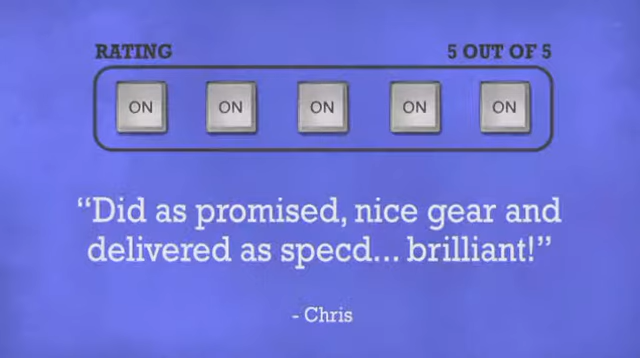 RATING 5 OUT OF 5
ON ON ON ON ON
“Did as promised, nice gear and
delivered as specd... brilliant!”
- Chris